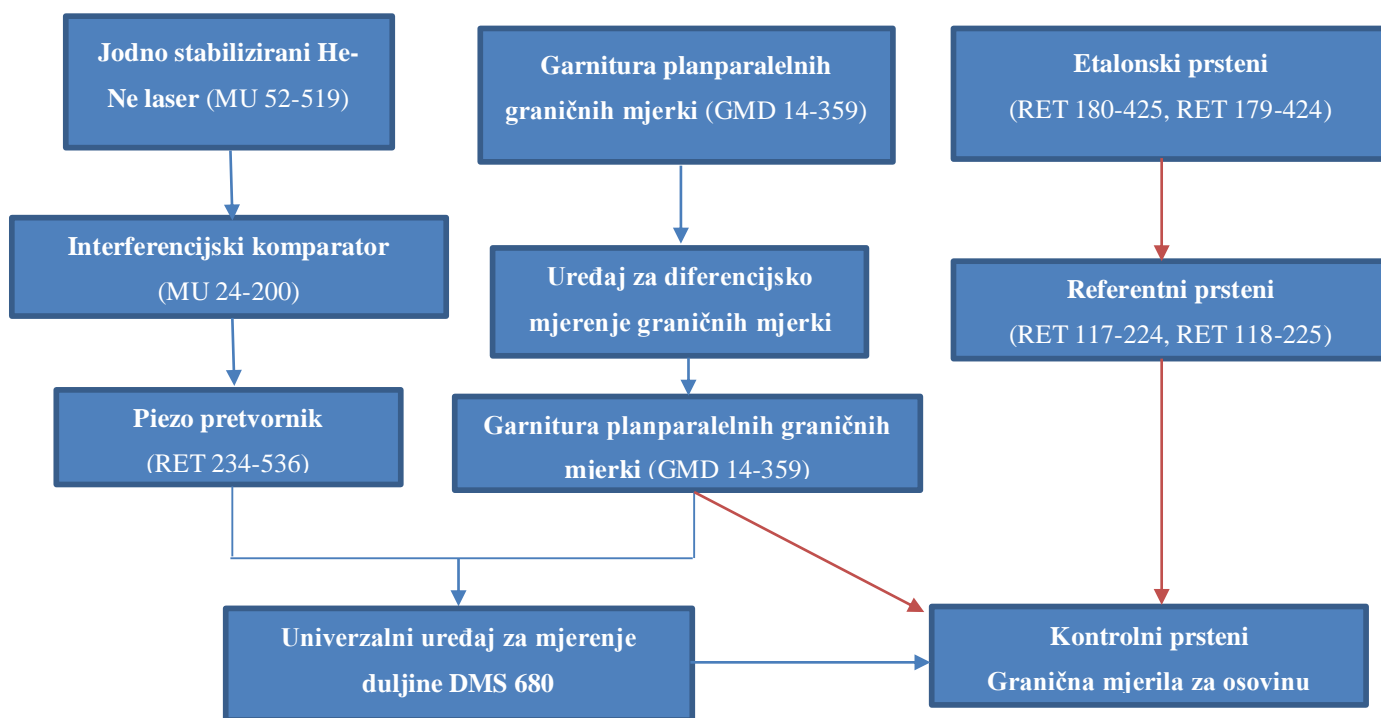 Jodno stabilizirani He-
Ne laser (MU 52-519)
Garnitura planparalelnih
graničnih mjerki (GMD 14-359)
Etalonski prsteni
(RET 180-425, RET 179-424)
Interferencijski komparator
(MU 24-200)
Uređaj za diferencijsko
mjerenje graničnih mjerki
Referentni prsteni
(RET 117-224, RET 118-225)
Piezo pretvornik
(RET 234-536)
Garnitura planparalelnih graničnih
mjerki (GMD 14-359)
Univerzalni uređaj za mjerenje
duljine DMS 680
Kontrolni prsteni
Granična mjerila za osovinu